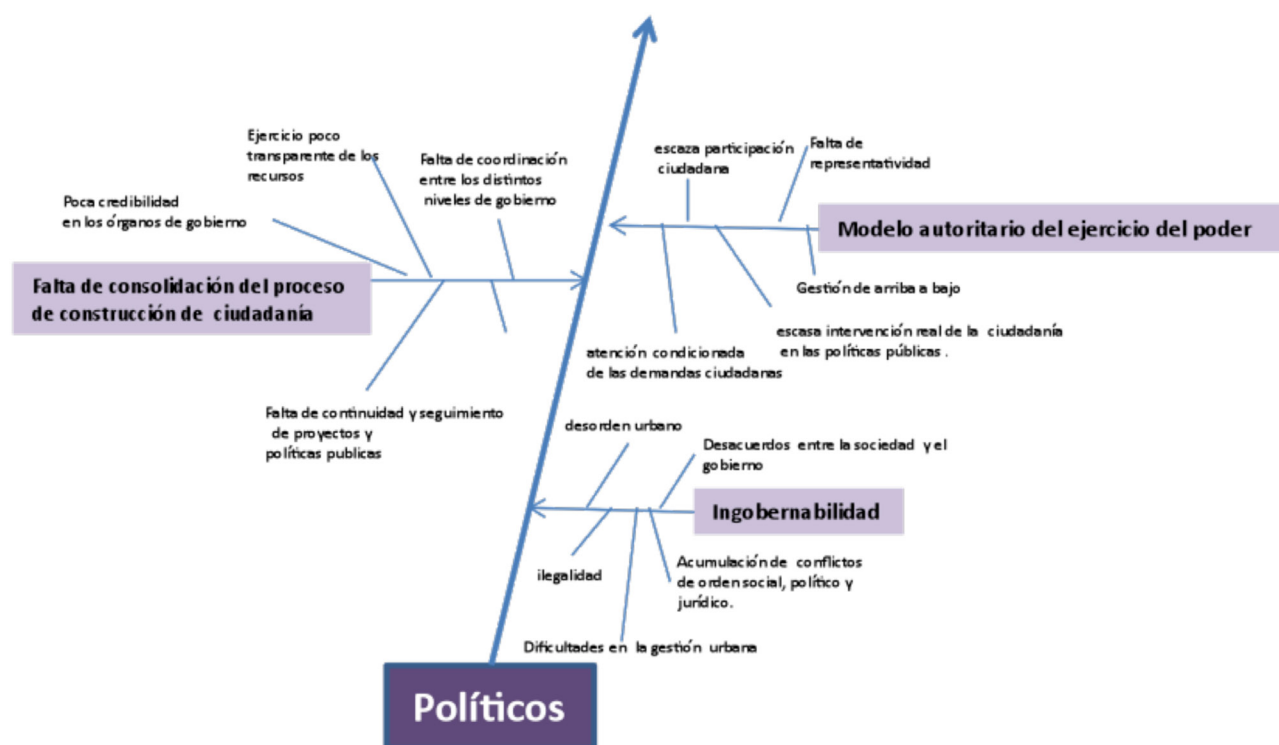 Ejercicio poco
transparente de los
recursos
Falta de coordinación
entre los distintos
niveles de gobierno
Poca credibilidad
en los órganos de gobierno
Falta de consolidación del proceso
de construcción de ciudadanía
Falta de continuidad y seguimiento
de proyectos y
políticas publicas
escaza participación
ciudadana
Falta de
representatividad
Modelo autoritario del ejercicio del poder
Gestión de arriba a bajo
escasa intervención real de la ciudadanía
en las políticas públicas .
atención condicionada
de las demandas ciudadanas
desorden urbano
Desacuerdos entre la sociedad y el
gobierno
Ingobernabilidad
ilegalidad
Acumulación de conflictos
de orden social, político y
jurídico.
Dificultades en la gestión urbana
Políticos